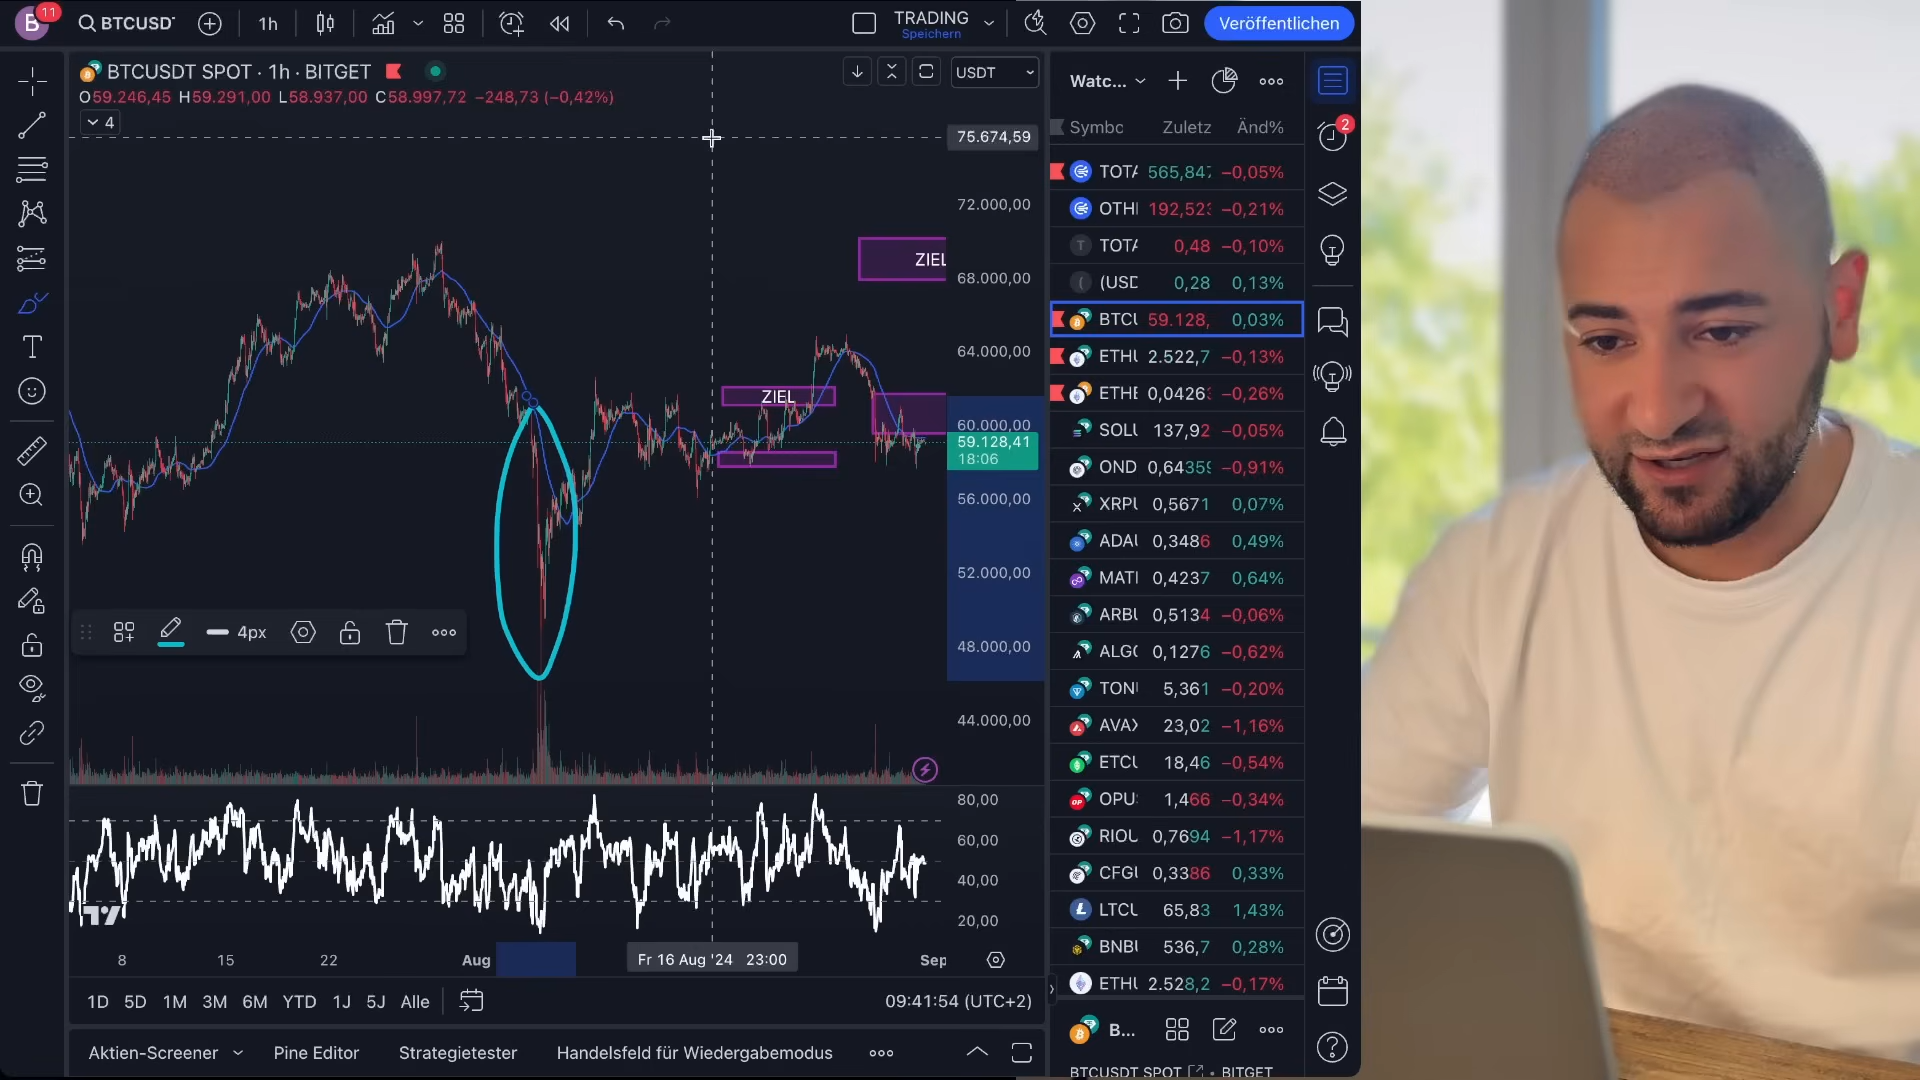 B 11 BTCUSDT 1h TRADING Speichern Veröffentlichen
BTCUSDT SPOT · 1h · BITGET USDT
O59.246,45 H59.291,00 L58.937,00 C58.997,72 −248,73 (−0,42%)
4
75.674,59
72.000,00
ZIEL
68.000,00
64.000,00
ZIEL
60.000,00
59.128,41
18:06
56.000,00
52.000,00
4px
48.000,00
44.000,00
80,00
60,00
40,00
20,00
8 15 22 Aug Fr 16 Aug '24 23:00 Sep
1D 5D 1M 3M 6M YTD 1J 5J Alle 09:41:54 (UTC+2)
Aktien-Screener Pine Editor Strategietester Handelsfeld für Wiedergabemodus
Watc...
2
Symbc Zuletz Änd%
TOTA 565,847 −0,05%
OTHI 192,523 −0,21%
TOTA 0,48 −0,10%
(USD 0,28 0,13%
BTCU 59.128, 0,03%
ETHU 2.522,7 −0,13%
ETHB 0,04263 −0,26%
SOLU 137,92 −0,05%
OND 0,64359 −0,91%
XRPU 0,5671 0,07%
ADAU 0,3486 0,49%
MATI 0,4237 0,64%
ARBU 0,5134 −0,06%
ALGO 0,1276 −0,62%
TONU 5,361 −0,20%
AVAX 23,02 −1,16%
ETCU 18,46 −0,54%
OPU 1,466 −0,34%
RIOU 0,7694 −1,17%
CFGU 0,3386 0,33%
LTCU 65,83 1,43%
BNBU 536,7 0,28%
ETHU 2.528,2 −0,17%
B...
BTCUSDT SPOT • BITGET